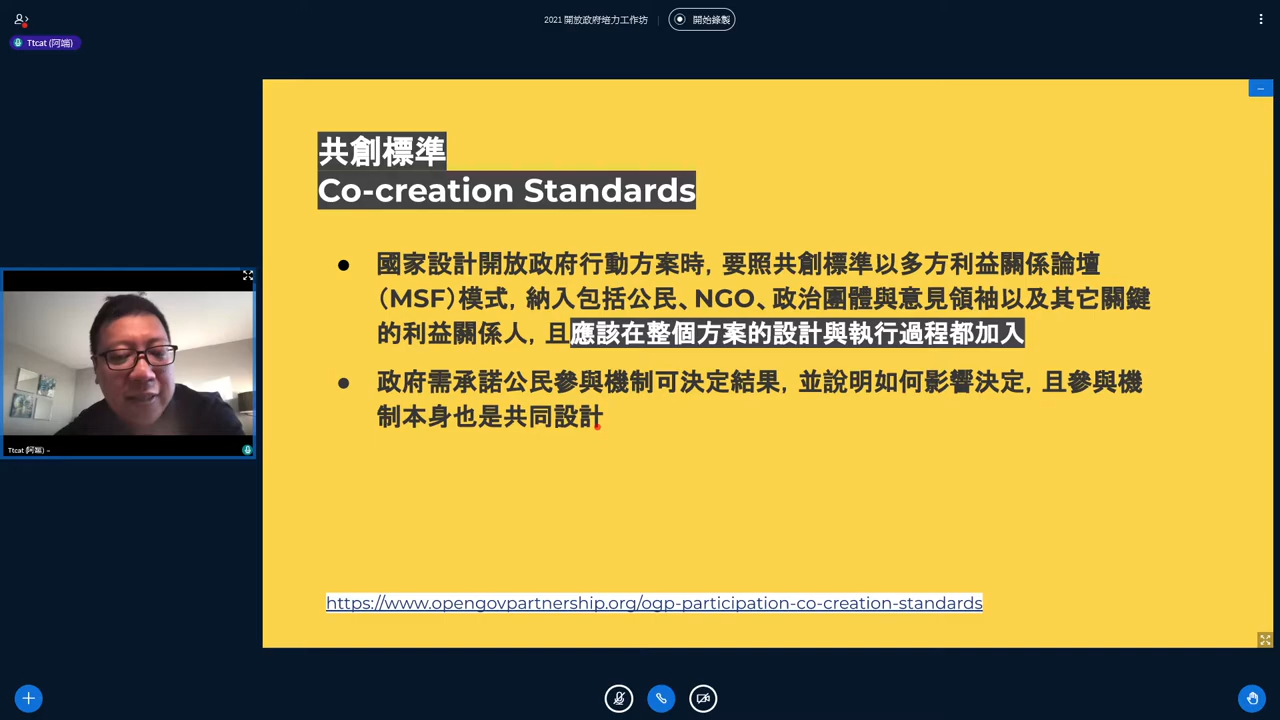 2021 開放政府培力工作坊
開始錄製
Ttcat (阿端)
共創標準
Co-creation Standards
國家設計開放政府行動方案時，要照共創標準以多方利益關係論壇
（MSF）模式，納入包括公民、NGO、政治團體與意見領袖以及其它關鍵
的利益關係人，且應該在整個方案的設計與執行過程都加入
政府需承諾公民參與機制可決定結果，並說明如何影響決定，且參與機
制本身也是共同設計
Ttcat (阿端)
https://www.opengovpartnership.org/ogp-participation-co-creation-standards